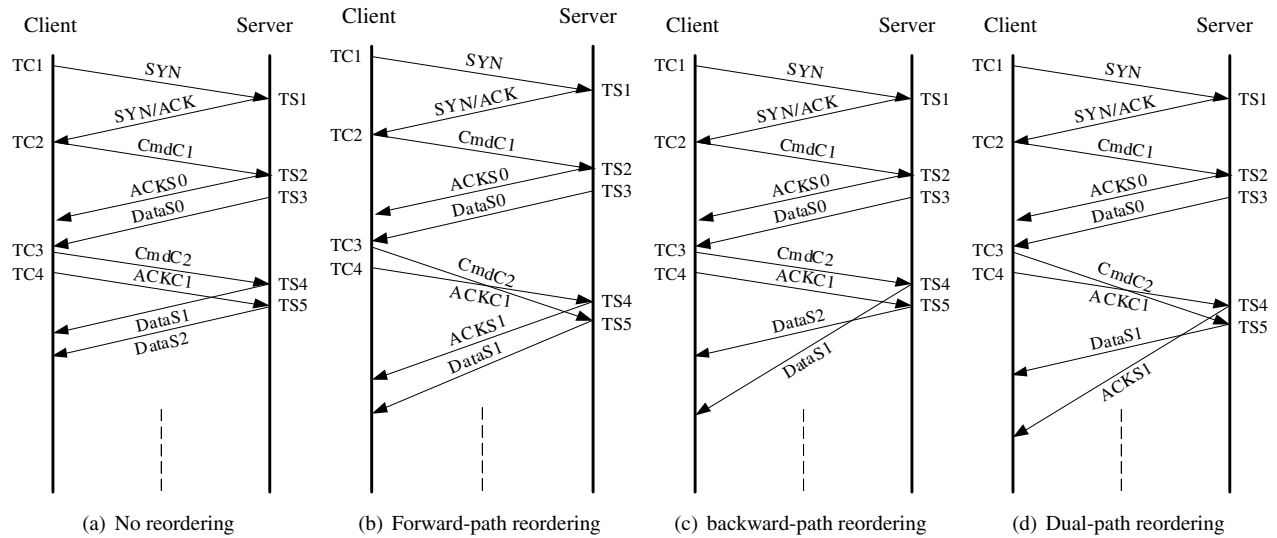 Client
Server
TC1
SYN
TS1
SYN/ACK
TC2
CmdC1
TS2
ACKS0
TS3
DataS0
TC3
CmdC2
TC4
ACKC1
TS4
TS5
DataS1
DataS2
(a) No reordering
Client
Server
TC1
SYN
TS1
SYN/ACK
TC2
CmdC1
TS2
ACKS0
TS3
DataS0
TC3
CmdC2
TC4
ACKC1
TS4
TS5
ACKS1
DataS1
(b) Forward-path reordering
Client
Server
TC1
SYN
TS1
SYN/ACK
TC2
CmdC1
TS2
ACKS0
TS3
DataS0
TC3
CmdC2
TC4
ACKC1
TS4
TS5
DataS2
DataS1
(c) backward-path reordering
Client
Server
TC1
SYN
TS1
SYN/ACK
TC2
CmdC1
TS2
ACKS0
TS3
DataS0
TC3
CmdC2
TC4
ACKC1
TS4
TS5
DataS1
ACKS1
(d) Dual-path reordering